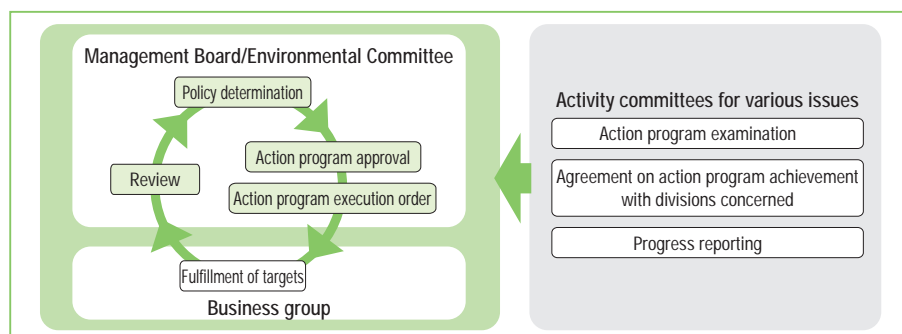 Management Board/Environmental Committee
Policy determination
Action program approval
Action program execution order
Review
Fulfillment of targets
Business group
Activity committees for various issues
Action program examination
Agreement on action program achievement
with divisions concerned
Progress reporting